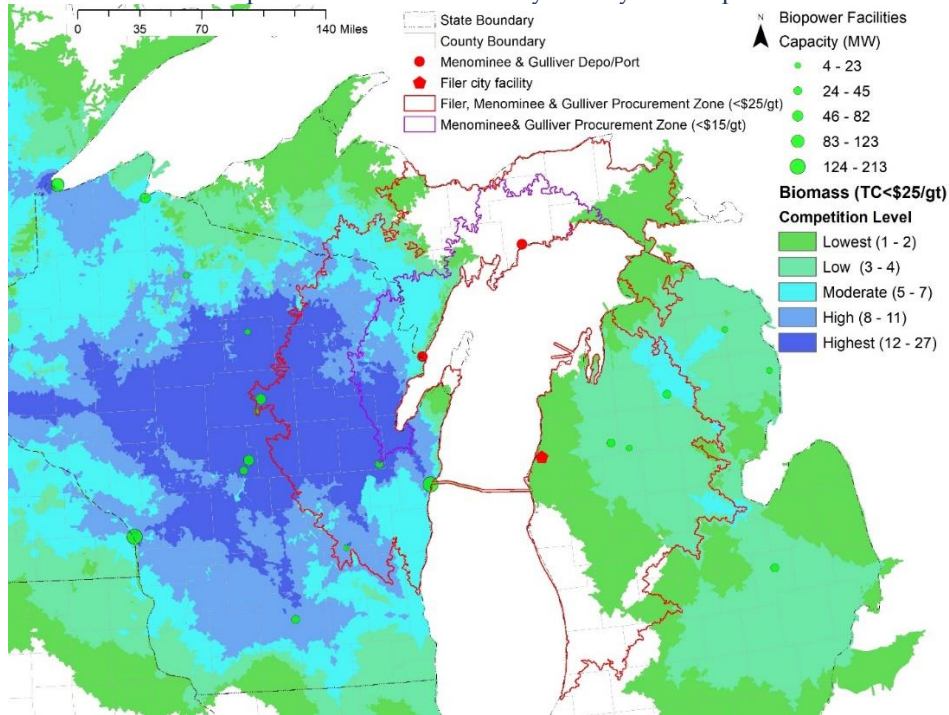 0 35 70 140 Miles
State Boundary
County Boundary
Menominee & Gulliver Depo/Port
Filer city facility
Filer, Menominee & Gulliver Procurement Zone (<$25/gt)
Menominee& Gulliver Procurement Zone (<$15/gt)
N
Biopower Facilities
Capacity (MW)
4 - 23
24 - 45
46 - 82
83 - 123
124 - 213
Biomass (TC<$25/gt)
Competition Level
Lowest (1 - 2)
Low (3 - 4)
Moderate (5 - 7)
High (8 - 11)
Highest (12 - 27)